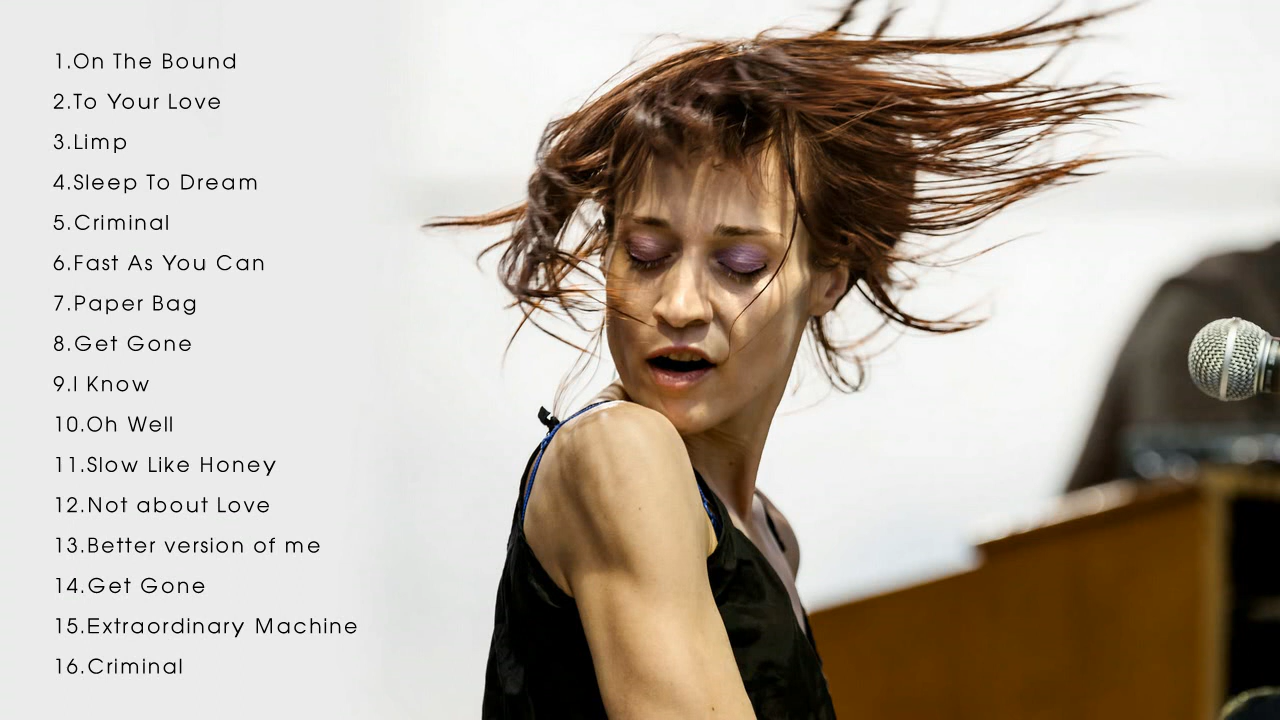 1.On The Bound
2.To Your Love
3.Limp
4.Sleep To Dream
5.Criminal
6.Fast As You Can
7.Paper Bag
8.Get Gone
9.I Know
10.Oh Well
11.Slow Like Honey
12.Not about Love
13.Better version of me
14.Get Gone
15.Extraordinary Machine
16.Criminal